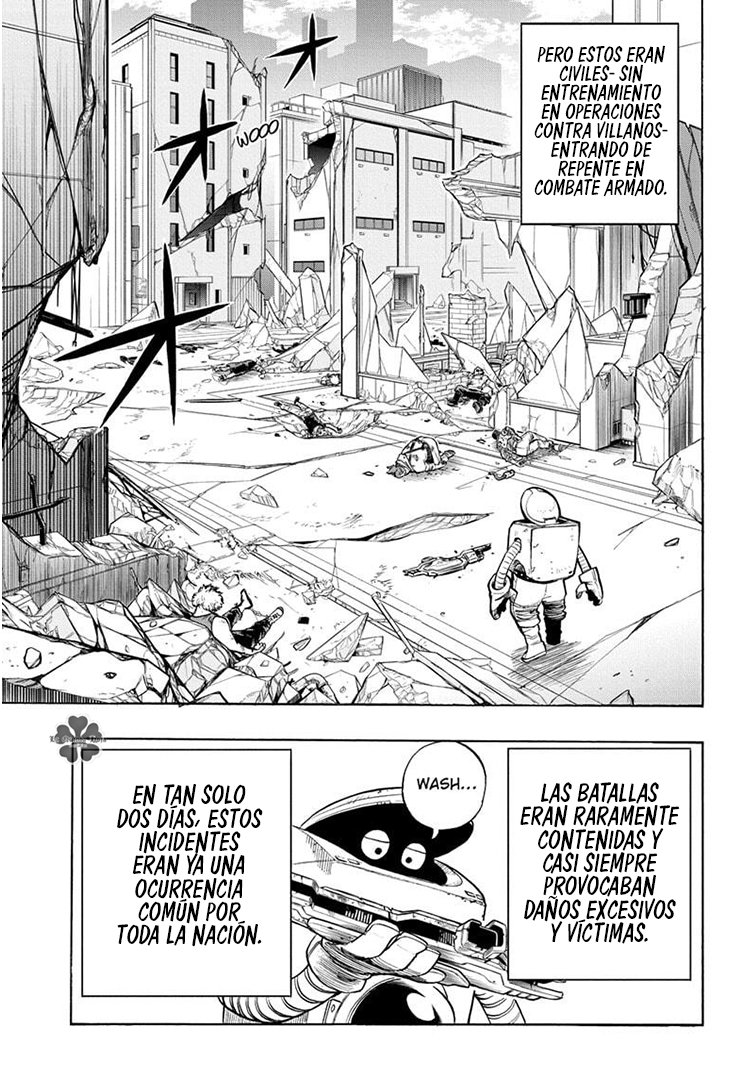 PERO ESTOS ERAN
CIVILES- SIN
ENTRENAMIENTO
EN OPERACIONES
CONTRA VILLANOS-
ENTRANDO DE
REPENTE EN
COMBATE ARMADO.
WOOO
LAS BATALLAS
ERAN RARAMENTE
CONTENIDAS Y
CASI SIEMPRE
PROVOCABAN
DAÑOS EXCESIVOS
Y VÍCTIMAS.
WASH...
EN TAN SOLO
DOS DÍAS, ESTOS
INCIDENTES
ERAN YA UNA
OCURRENCIA
COMÚN POR
TODA LA NACIÓN.